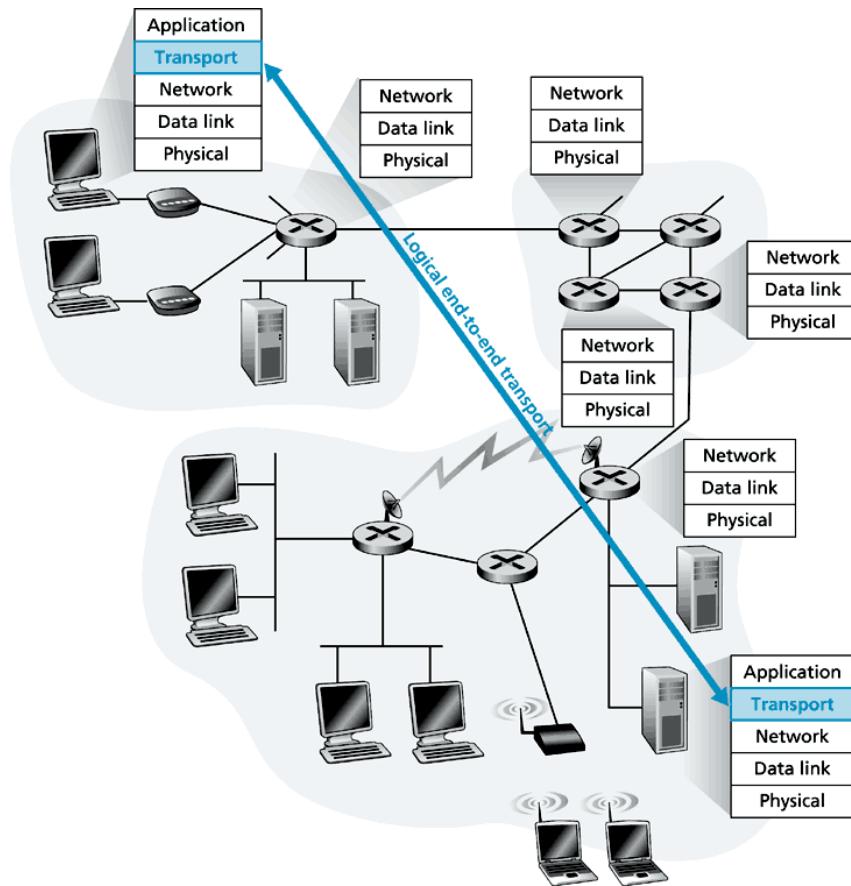 Application
Transport
Network
Data link
Physical
Network
Data link
Physical
Network
Data link
Physical
Network
Data link
Physical
Network
Data link
Physical
Logical end-to-end transport
Network
Data link
Physical
Application
Transport
Network
Data link
Physical